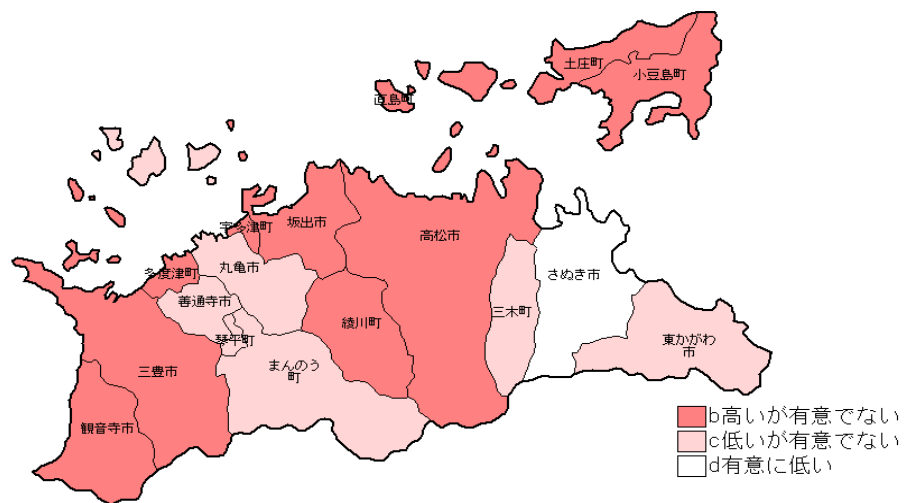 土庄町
小豆島町
直島町
宇多津町
坂出市
高松市
多度津町
丸亀市
さぬき市
善通寺市
三木町
綾川町
琴平町
東かがわ
市
まんのう
町
三豊市
観音寺市
b高いが有意でない
c低いが有意でない
d有意に低い